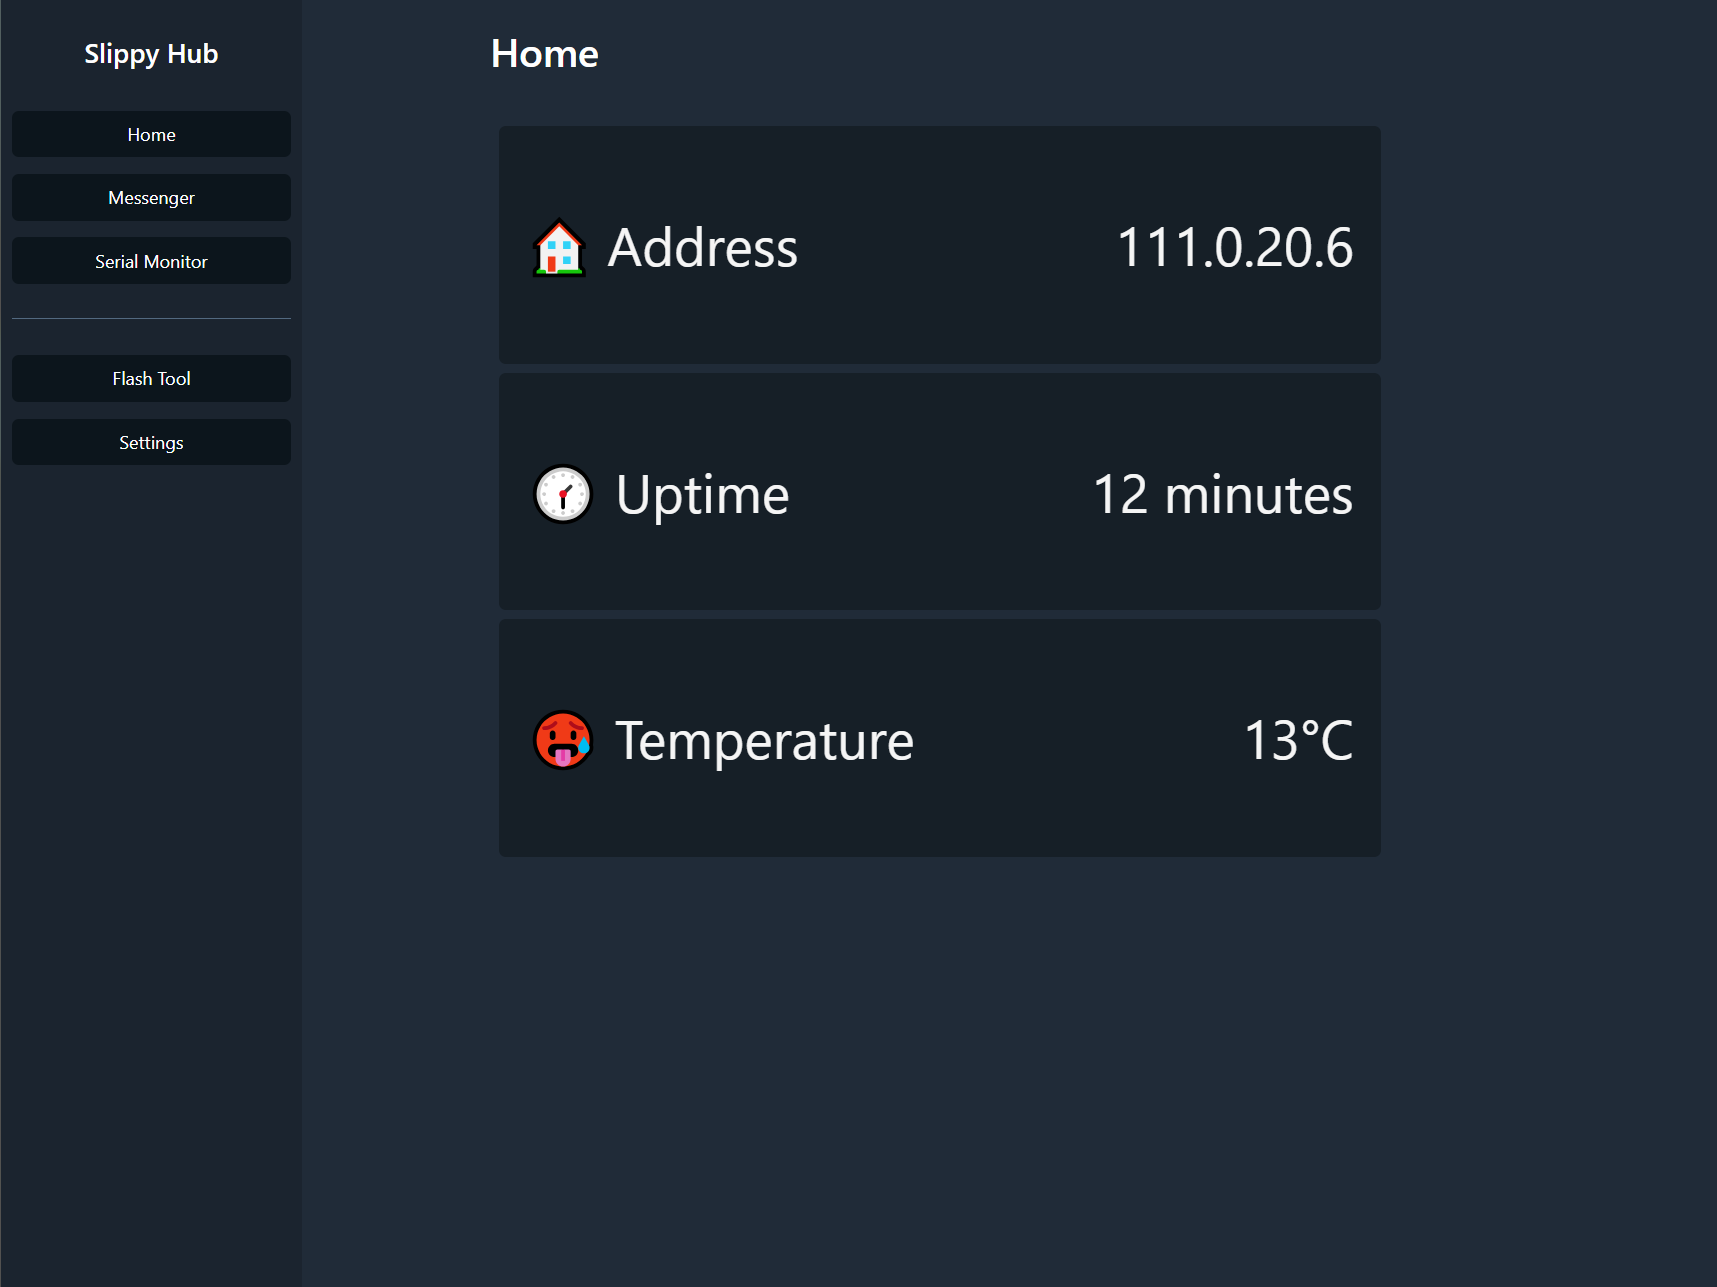 Slippy Hub
Home
Messenger
Serial Monitor
Flash Tool
Settings
Home
Address 111.0.20.6
Uptime 12 minutes
Temperature 13°C